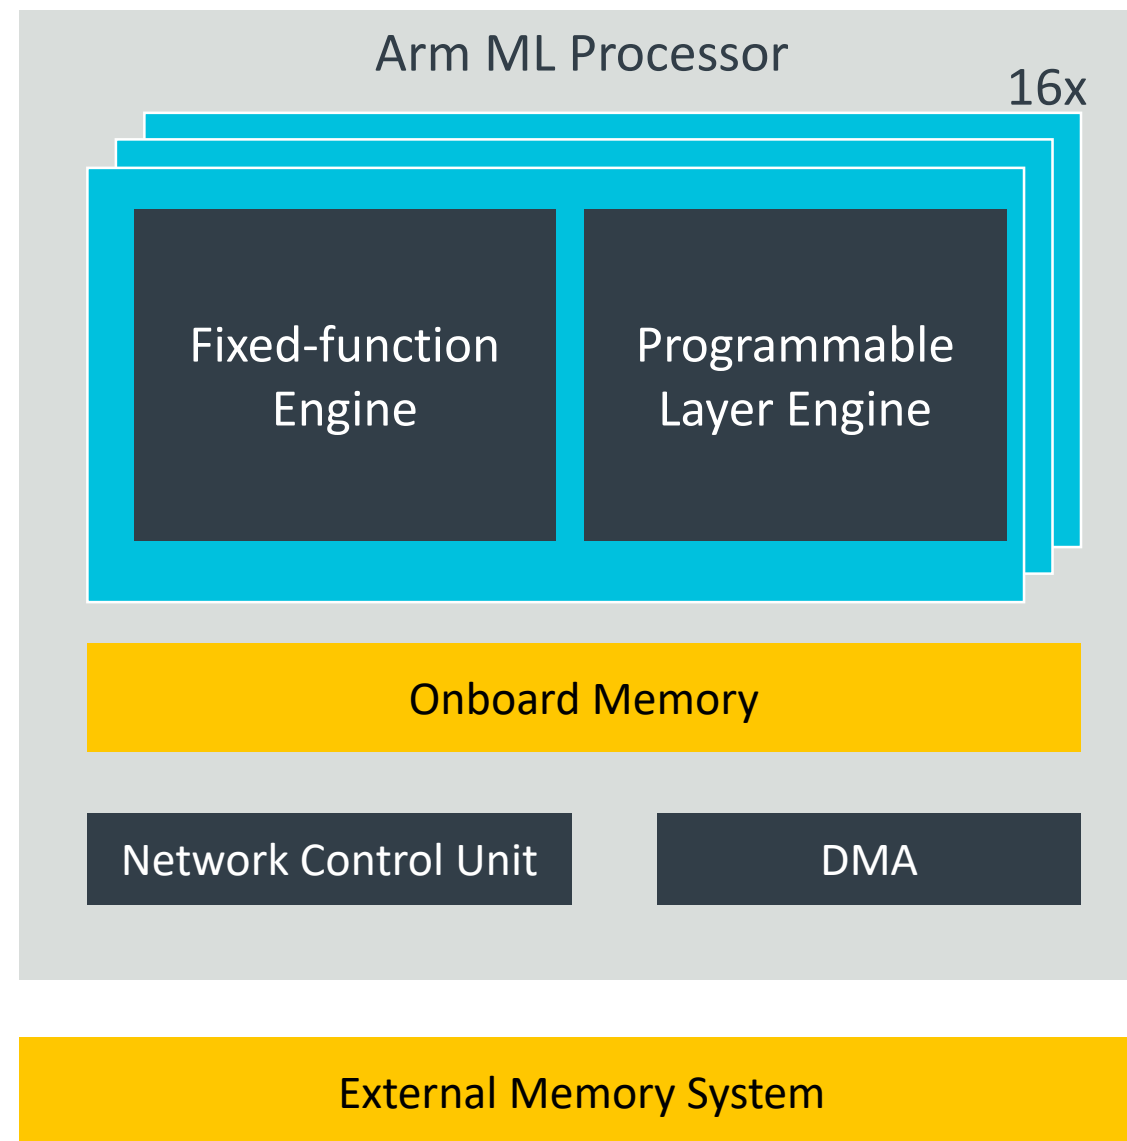 Arm ML Processor
16x
Fixed-function
Engine
Programmable
Layer Engine
Onboard Memory
Network Control Unit
DMA
External Memory System